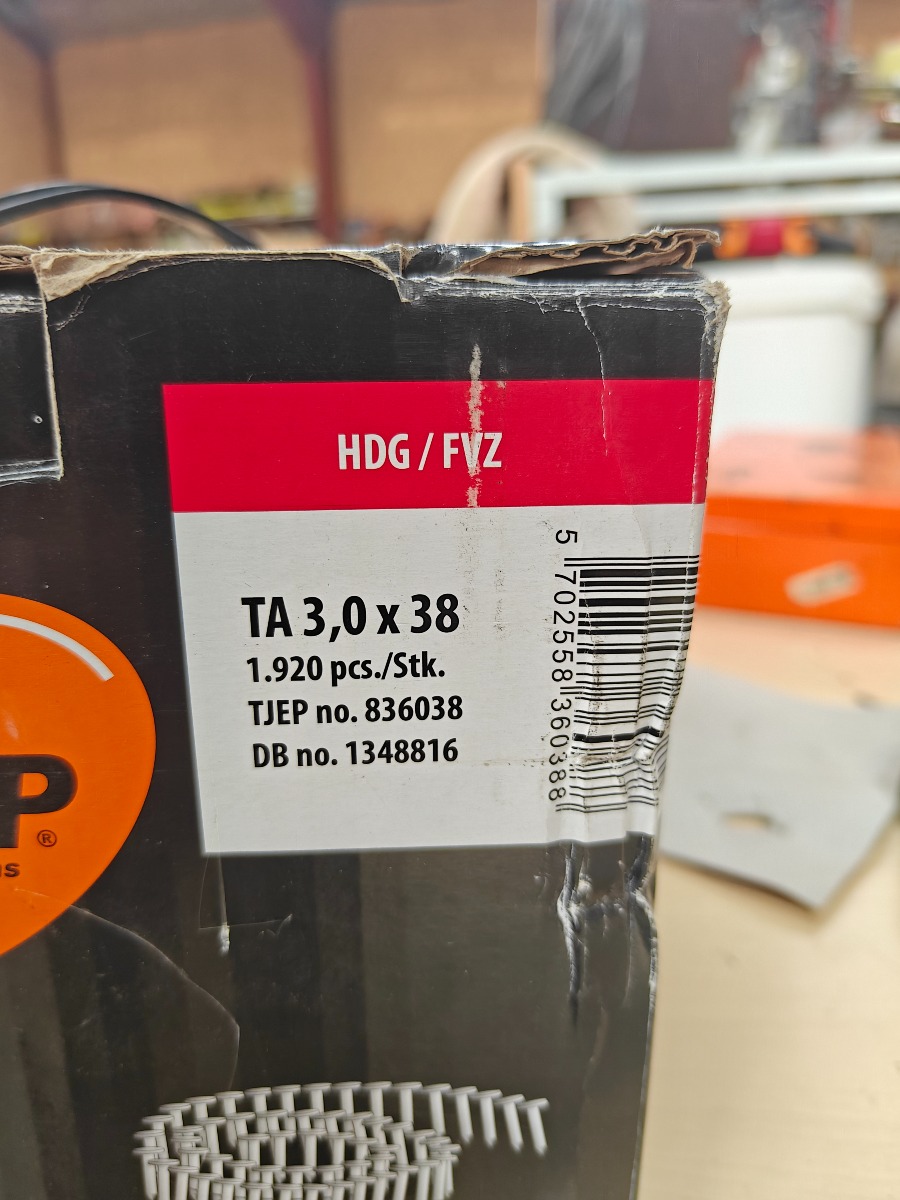 HDG / FVZ
TA 3,0 x 38
1.920 pcs./Stk.
TJEP no. 836038
DB no. 1348816
5 702558 360388
P®